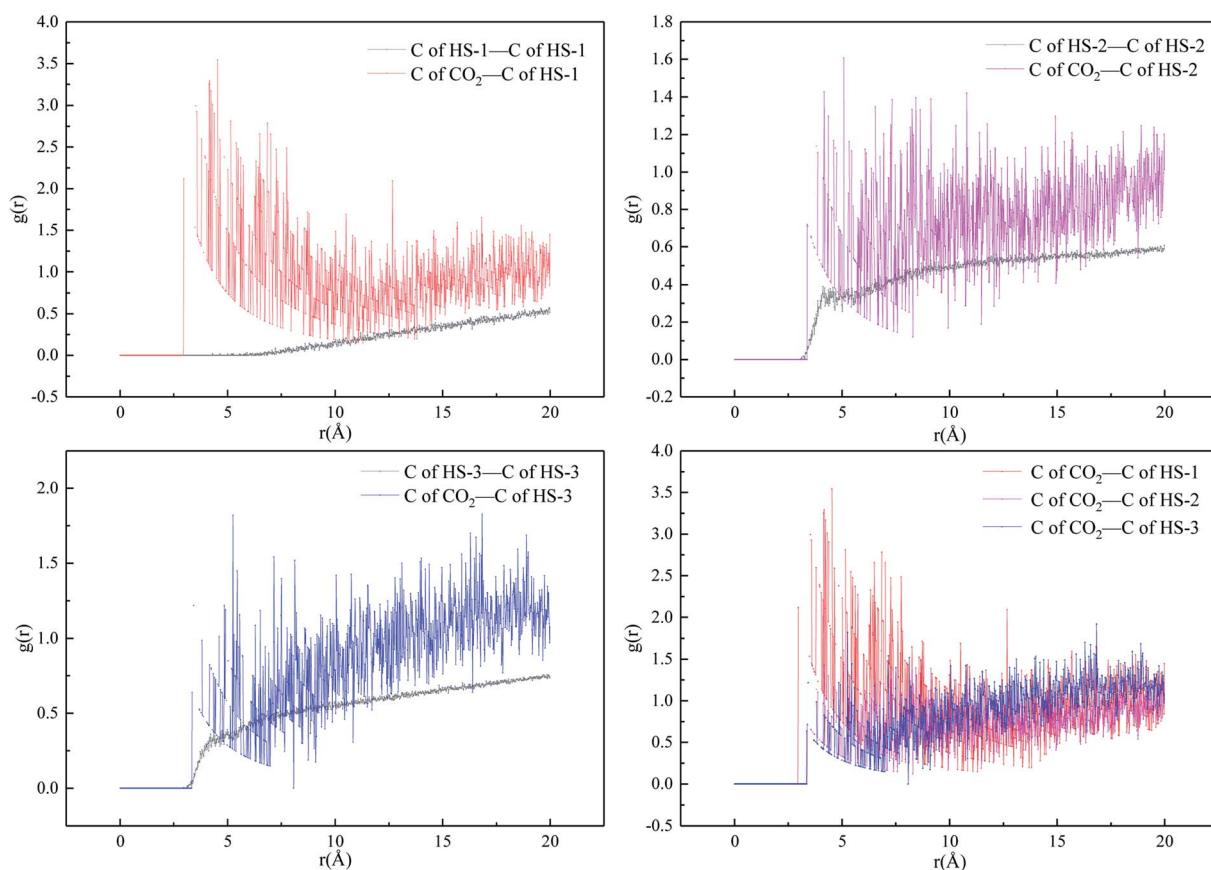 4.0
3.5
3.0
2.5
2.0
1.5
1.0
0.5
0.0
-0.5
g(r)
C of HS-1—C of HS-1
C of CO₂—C of HS-1
0 5 10 15 20
r(Å)
1.8
1.6
1.4
1.2
1.0
0.8
0.6
0.4
0.2
0.0
-0.2
g(r)
C of HS-2—C of HS-2
C of CO₂—C of HS-2
0 5 10 15 20
r(Å)
2.0
1.5
1.0
0.5
0.0
g(r)
C of HS-3—C of HS-3
C of CO₂—C of HS-3
0 5 10 15 20
r(Å)
4.0
3.5
3.0
2.5
2.0
1.5
1.0
0.5
0.0
-0.5
g(r)
C of CO₂—C of HS-1
C of CO₂—C of HS-2
C of CO₂—C of HS-3
0 5 10 15 20
r(Å)